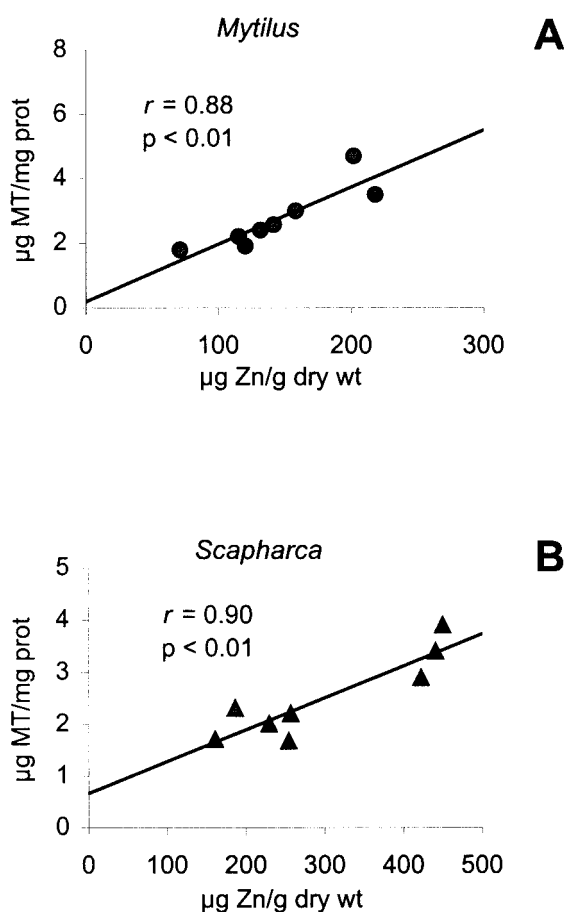 Mytilus
A
8
6
4
2
0
r = 0.88
p < 0.01
µg MT/mg prot
0 100 200 300
µg Zn/g dry wt
Scapharca
B
5
4
3
2
1
0
r = 0.90
p < 0.01
µg MT/mg prot
0 100 200 300 400 500
µg Zn/g dry wt